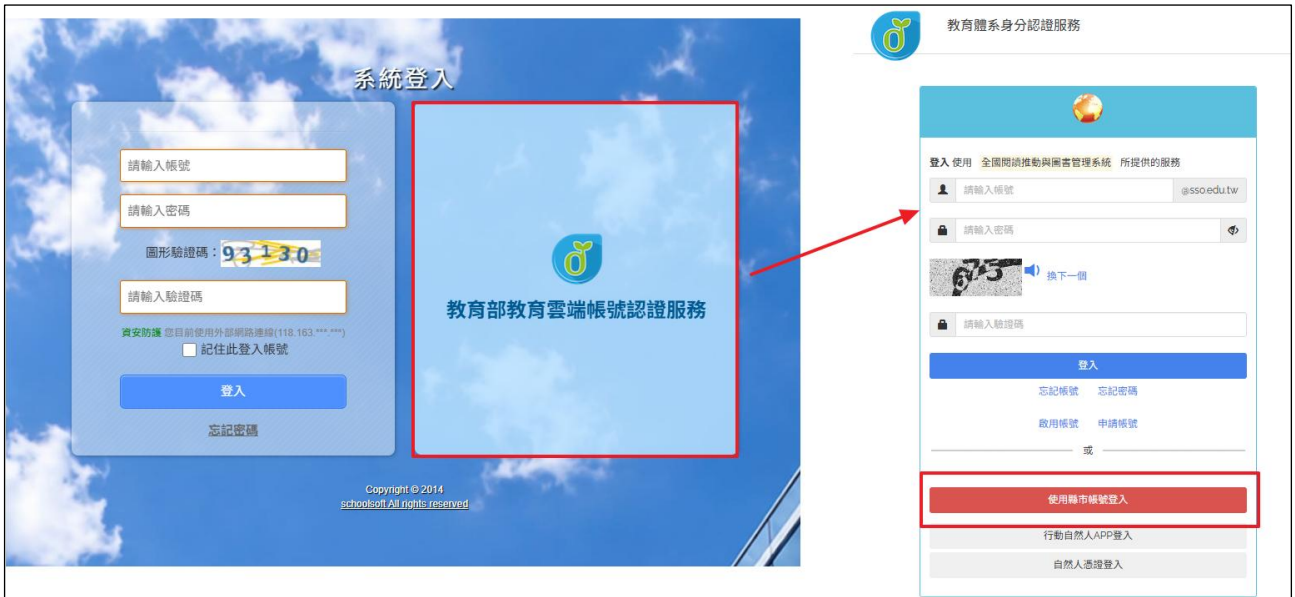 系統登入
請輸入帳號
請輸入密碼
圖形驗證碼：93130
請輸入驗證碼
資安防護 您目前使用外部網路連線(118.163.***.***)
記住此登入帳號
登入
忘記密碼
教育部教育雲端帳號認證服務
Copyright © 2014
schoolsoft All rights reserved
教育體系身分認證服務
登入 使用 全國閱讀推動與圖書管理系統 所提供的服務
請輸入帳號 @sso.edu.tw
請輸入密碼
675 換下一個
請輸入驗證碼
登入
忘記帳號 忘記密碼
啟用帳號 申請帳號
或
使用縣市帳號登入
行動自然人APP登入
自然人憑證登入